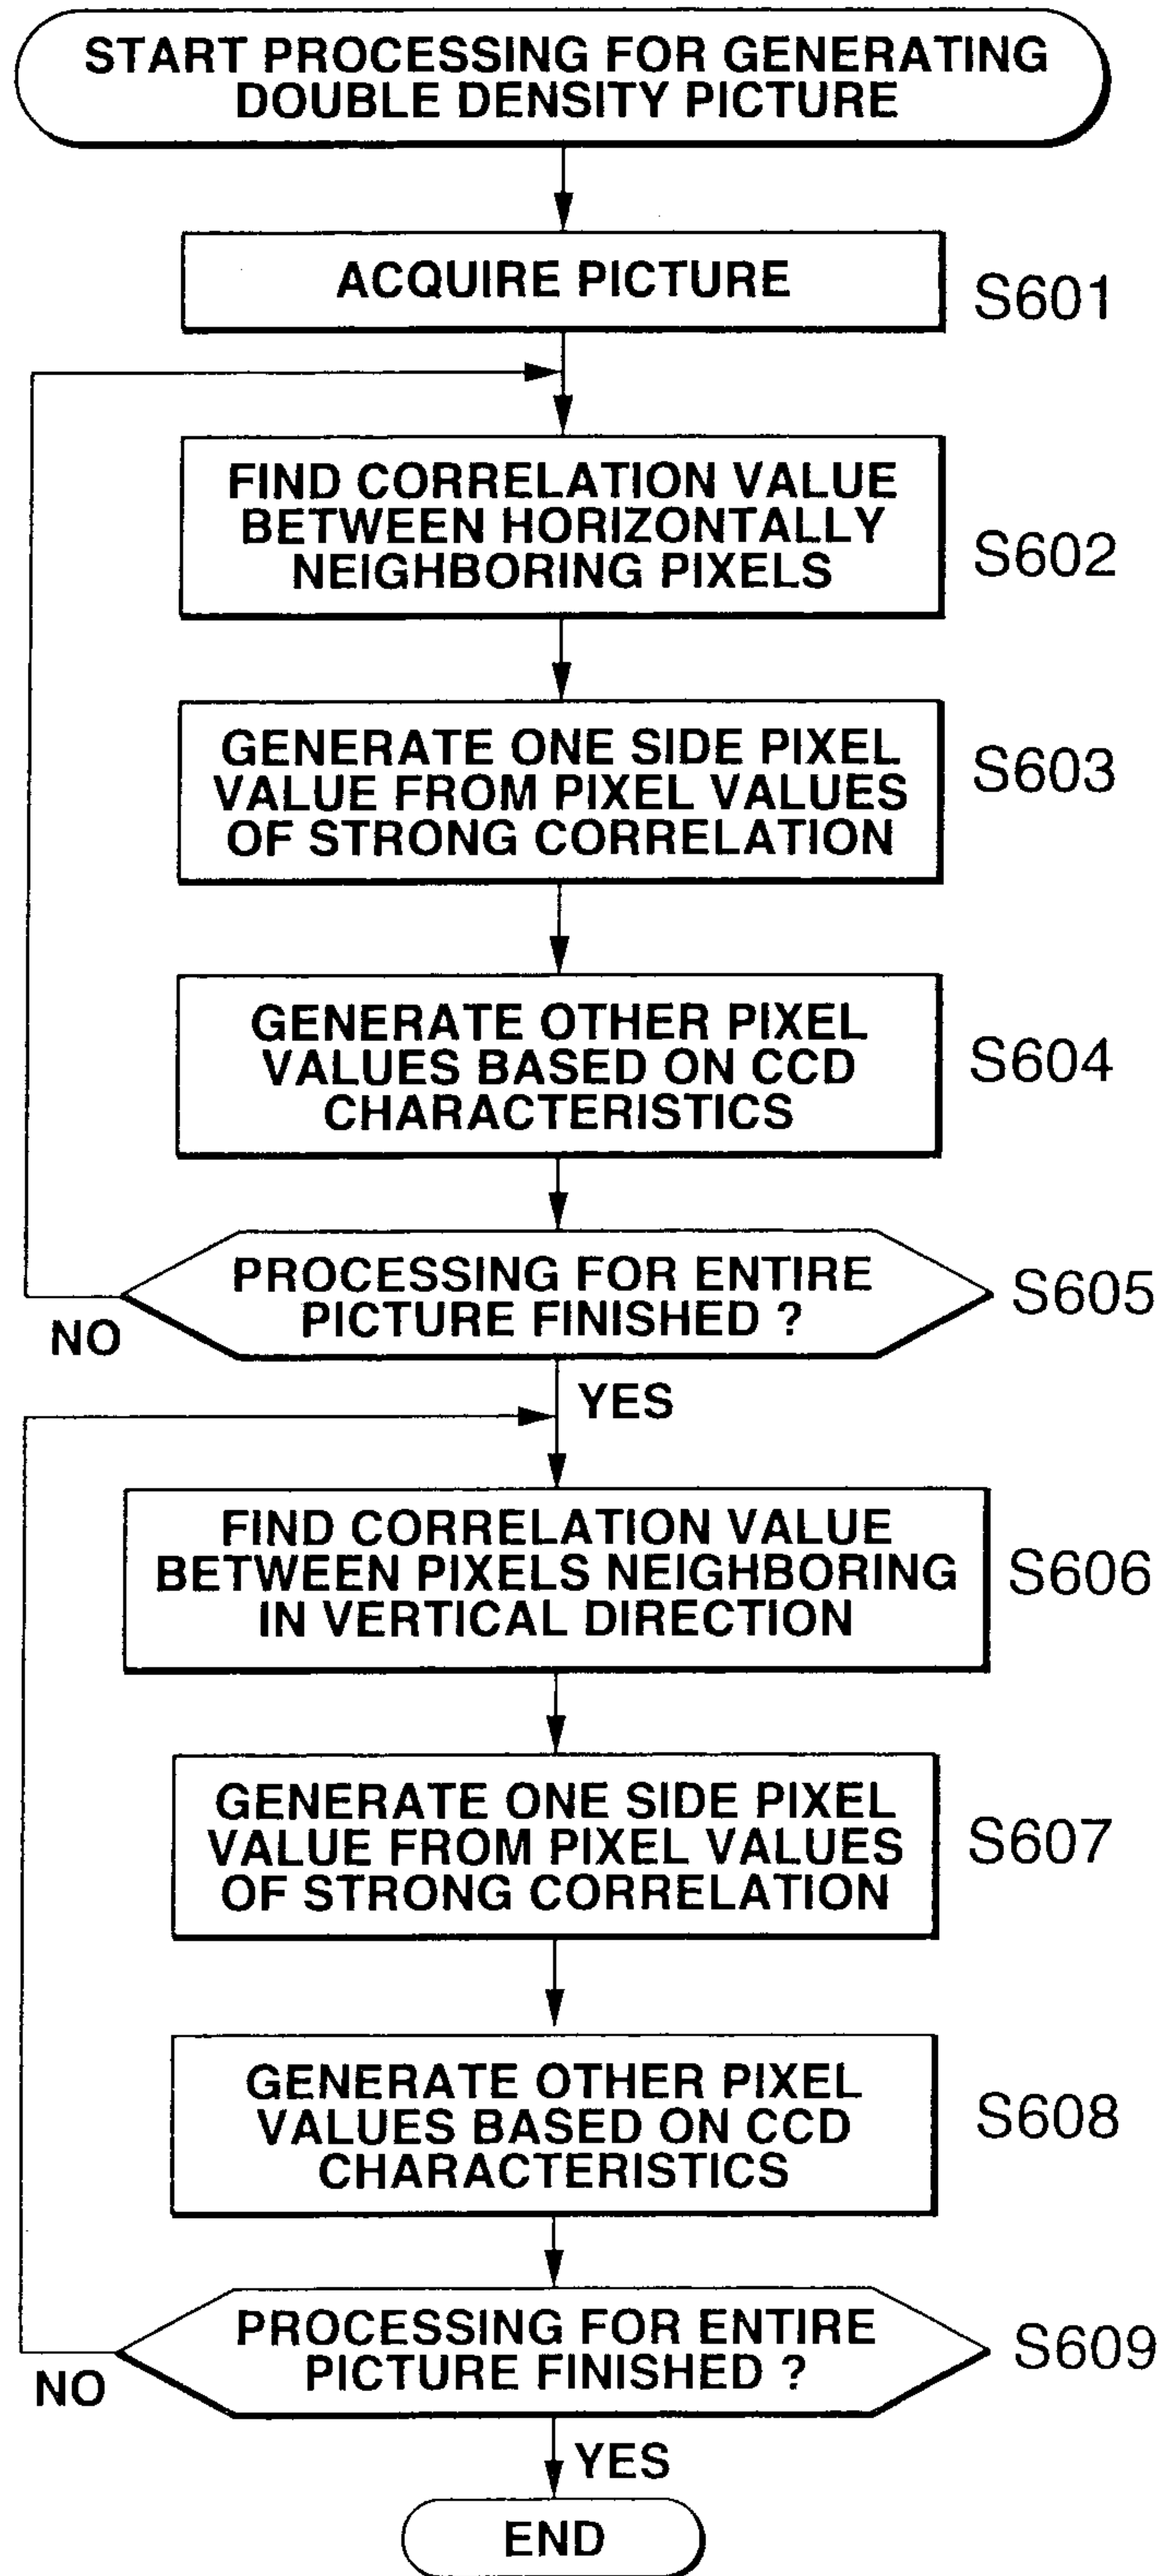 START PROCESSING FOR GENERATING
DOUBLE DENSITY PICTURE
ACQUIRE PICTURE
S601
FIND CORRELATION VALUE
BETWEEN HORIZONTALLY
NEIGHBORING PIXELS
S602
GENERATE ONE SIDE PIXEL
VALUE FROM PIXEL VALUES
OF STRONG CORRELATION
S603
GENERATE OTHER PIXEL
VALUES BASED ON CCD
CHARACTERISTICS
S604
PROCESSING FOR ENTIRE
PICTURE FINISHED ?
S605
NO
YES
FIND CORRELATION VALUE
BETWEEN PIXELS NEIGHBORING
IN VERTICAL DIRECTION
S606
GENERATE ONE SIDE PIXEL
VALUE FROM PIXEL VALUES
OF STRONG CORRELATION
S607
GENERATE OTHER PIXEL
VALUES BASED ON CCD
CHARACTERISTICS
S608
PROCESSING FOR ENTIRE
PICTURE FINISHED ?
S609
NO
YES
END